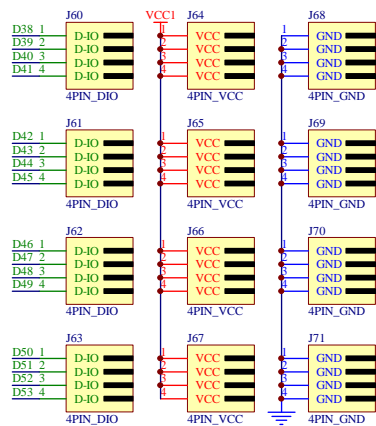 J60 VCC1 J64 J68
D38 1 D-IO 1 VCC 1 GND
D39 2 D-IO 2 VCC 2 GND
D40 3 D-IO 3 VCC 3 GND
D41 4 D-IO 4 VCC 4 GND
4PIN_DIO 4PIN_VCC 4PIN_GND
J61 J65 J69
D42 1 D-IO 1 VCC 1 GND
D43 2 D-IO 2 VCC 2 GND
D44 3 D-IO 3 VCC 3 GND
D45 4 D-IO 4 VCC 4 GND
4PIN_DIO 4PIN_VCC 4PIN_GND
J62 J66 J70
D46 1 D-IO 1 VCC 1 GND
D47 2 D-IO 2 VCC 2 GND
D48 3 D-IO 3 VCC 3 GND
D49 4 D-IO 4 VCC 4 GND
4PIN_DIO 4PIN_VCC 4PIN_GND
J63 J67 J71
D50 1 D-IO 1 VCC 1 GND
D51 2 D-IO 2 VCC 2 GND
D52 3 D-IO 3 VCC 3 GND
D53 4 D-IO 4 VCC 4 GND
4PIN_DIO 4PIN_VCC 4PIN_GND